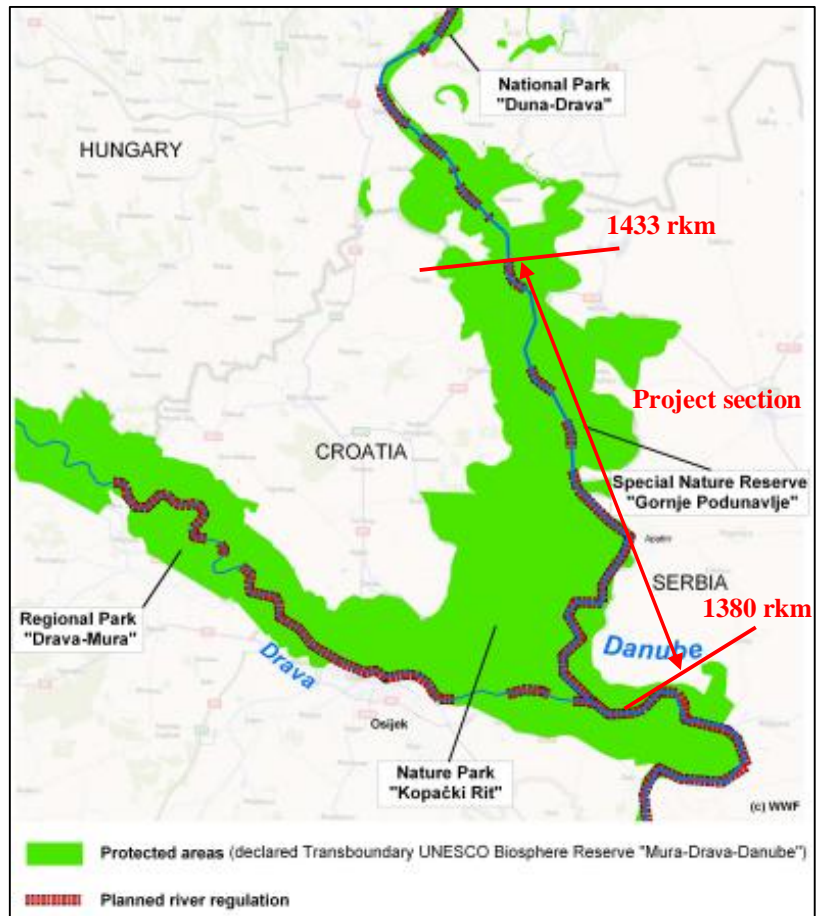 National Park
"Duna-Drava"
HUNGARY
1433 rkm
Project section
CROATIA
Special Nature Reserve
"Gornje Podunavlje"
Apatin
SERBIA
1380 rkm
Regional Park
"Drava-Mura"
Danube
Drava
Osijek
Nature Park
"Kopački Rit"
(c) WWF
Protected areas (declared Transboundary UNESCO Biosphere Reserve "Mura-Drava-Danube")
Planned river regulation